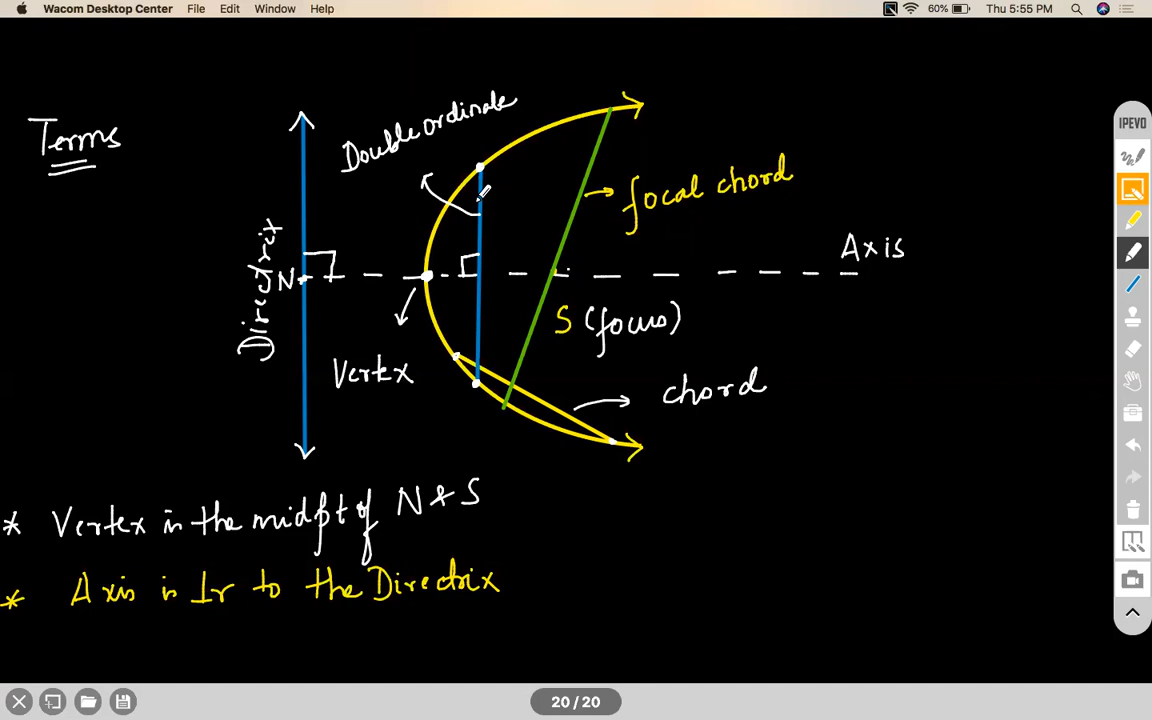 Wacom Desktop Center File Edit Window Help 60% Thu 5:55 PM
IPEVO
Terms
Double ordinate
focal chord
Axis
Directrix
N
S (focus)
Vertex
chord
* Vertex is the midpt of N & S
* Axis is ⊥r to the Directrix
20/20